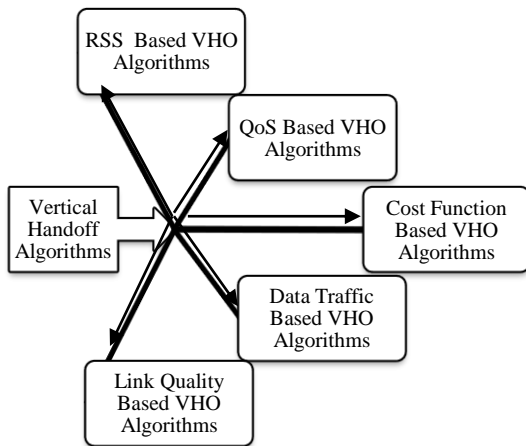 RSS Based VHO
Algorithms
QoS Based VHO
Algorithms
Vertical
Handoff
Algorithms
Cost Function
Based VHO
Algorithms
Data Traffic
Based VHO
Algorithms
Link Quality
Based VHO
Algorithms